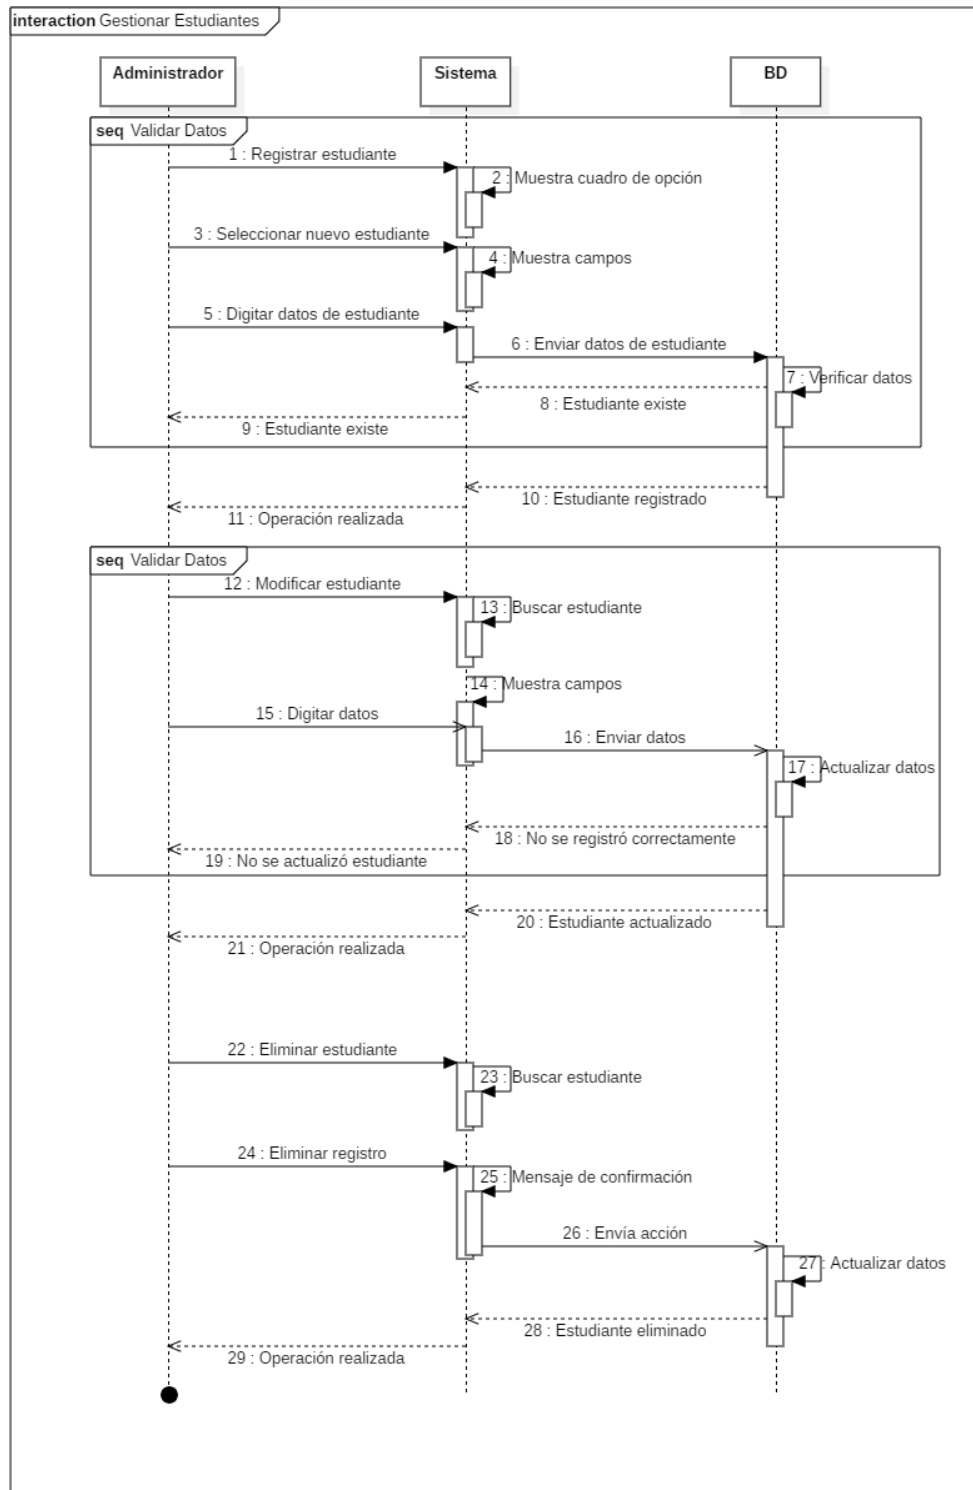 interaction Gestionar Estudiantes
Administrador
Sistema
BD
seq Validar Datos
1 : Registrar estudiante
2 : Muestra cuadro de opción
3 : Seleccionar nuevo estudiante
4 : Muestra campos
5 : Digitar datos de estudiante
6 : Enviar datos de estudiante
7 : Verificar datos
8 : Estudiante existe
9 : Estudiante existe
10 : Estudiante registrado
11 : Operación realizada
seq Validar Datos
12 : Modificar estudiante
13 : Buscar estudiante
14 : Muestra campos
15 : Digitar datos
16 : Enviar datos
17 : Actualizar datos
18 : No se registró correctamente
19 : No se actualizó estudiante
20 : Estudiante actualizado
21 : Operación realizada
22 : Eliminar estudiante
23 : Buscar estudiante
24 : Eliminar registro
25 : Mensaje de confirmación
26 : Envía acción
27 : Actualizar datos
28 : Estudiante eliminado
29 : Operación realizada